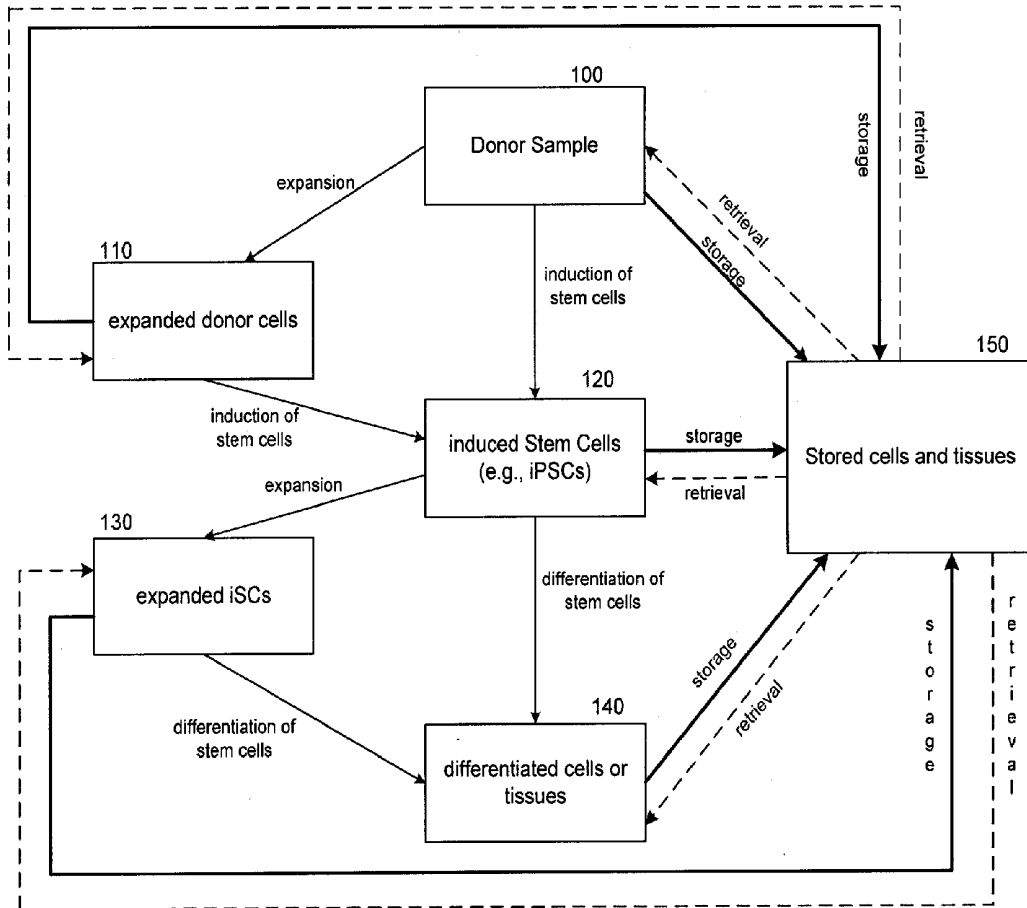 100
Donor Sample
storage
retrieval
expansion
retrieval
storage
110
expanded donor cells
induction of
stem cells
150
Stored cells and tissues
120
induced Stem Cells
(e.g., iPSCs)
induction of
stem cells
storage
retrieval
expansion
130
expanded iSCs
differentiation of
stem cells
storage
retrieval
storage
retrieval
differentiation of
stem cells
140
differentiated cells or
tissues